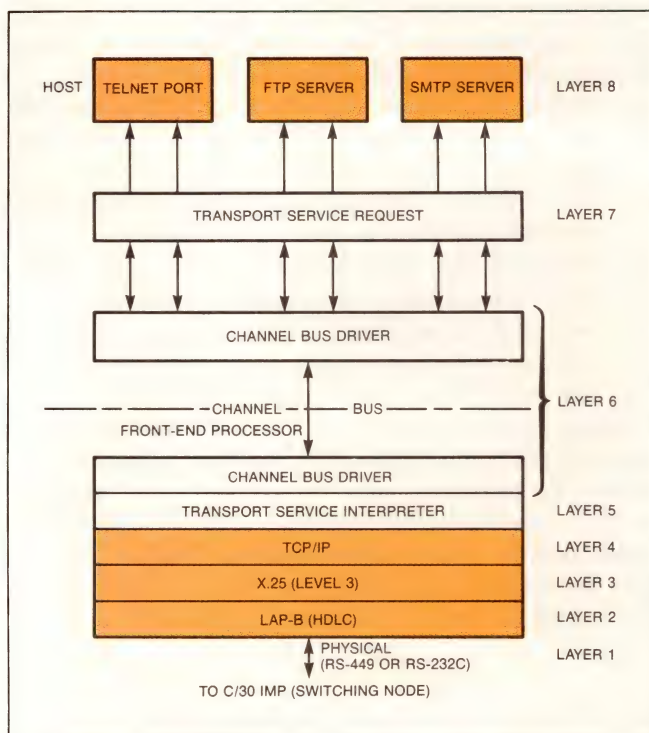 HOST TELNET PORT FTP SERVER SMTP SERVER LAYER 8
TRANSPORT SERVICE REQUEST LAYER 7
CHANNEL BUS DRIVER
LAYER 6
CHANNEL BUS
FRONT-END PROCESSOR
CHANNEL BUS DRIVER
TRANSPORT SERVICE INTERPRETER LAYER 5
TCP/IP LAYER 4
X.25 (LEVEL 3) LAYER 3
LAP-B (HDLC) LAYER 2
PHYSICAL LAYER 1
(RS-449 OR RS-232C)
TO C/30 IMP (SWITCHING NODE)